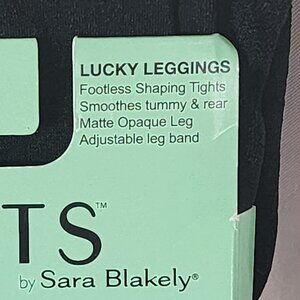 LUCKY LEGGINGS
Footless Shaping Tights
Smoothes tummy & rear
Matte Opaque Leg
Adjustable leg band
TS™
by Sara Blakely®